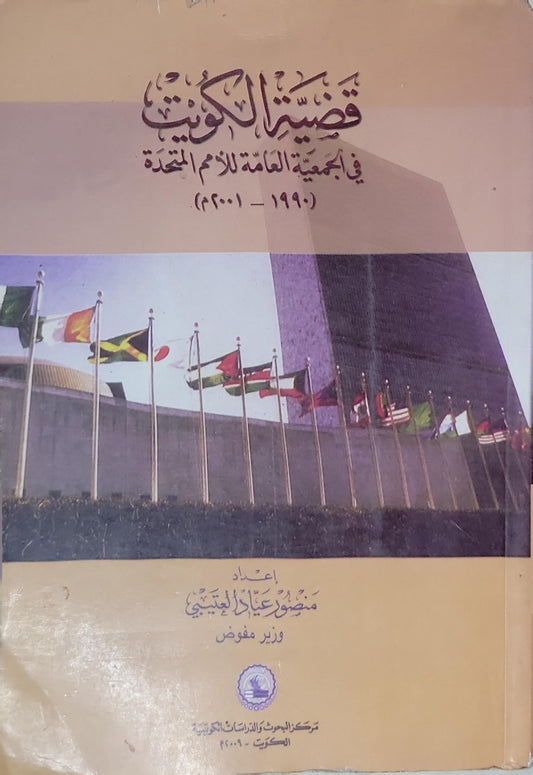 قضية الكويت
في الجمعية العامة للأمم المتحدة
(١٩٩٠ – ٢٠٠١م)
إعداد
منصور عياد العتيبي
وزير مفوض
مركز البحوث والدراسات الكويتية
الكويت - ٢٠٠٩م